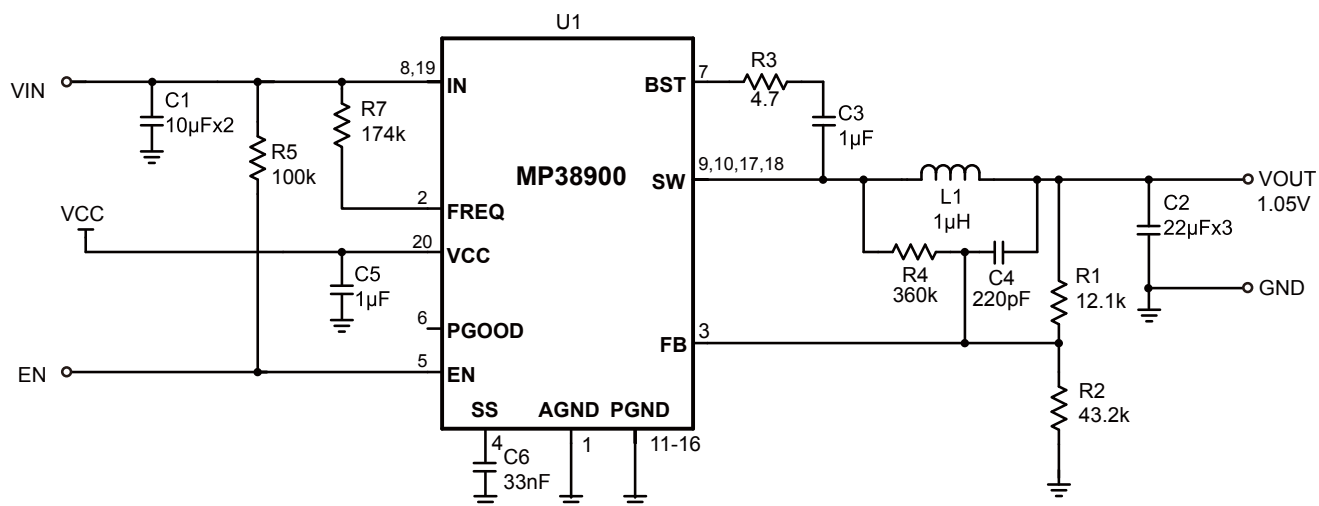 U1
VIN
C1
10µFx2
R5
100k
R7
174k
8,19
IN
2
FREQ
VCC
20
VCC
C5
1µF
6
PGOOD
EN
5
EN
MP38900
SS
AGND
PGND
4
C6
33nF
1
11-16
BST
7
R3
4.7
C3
1µF
SW
9,10,17,18
L1
1µH
R4
360k
C4
220pF
FB
3
R1
12.1k
R2
43.2k
C2
22µFx3
VOUT
1.05V
GND